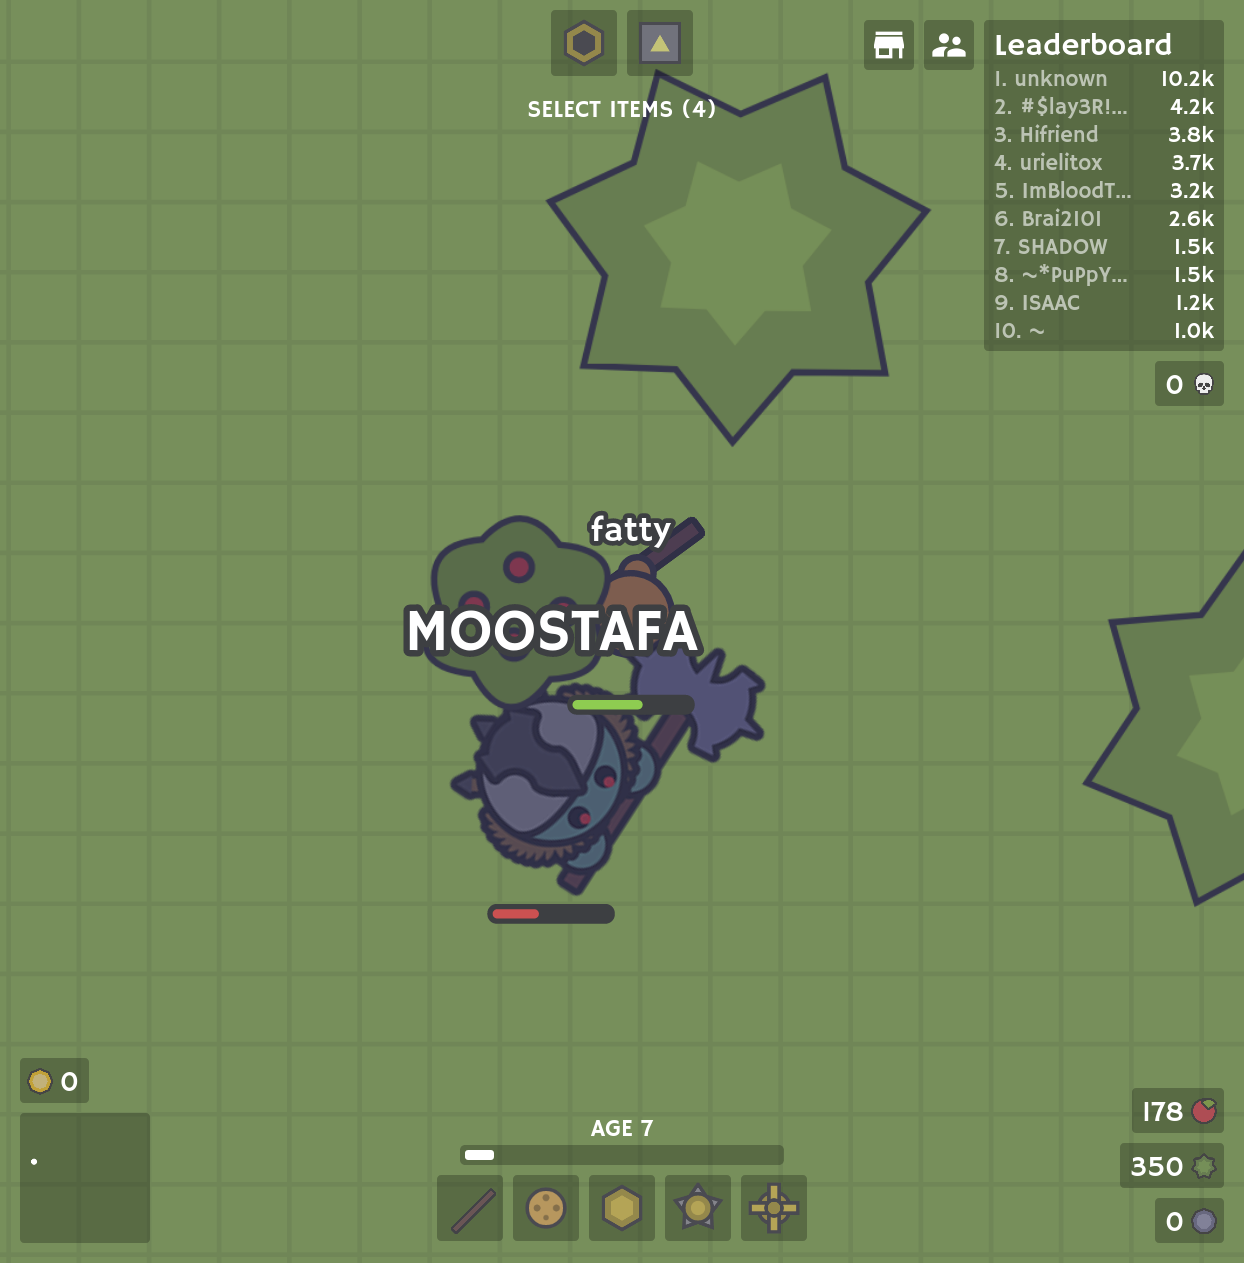 SELECT ITEMS (4)
Leaderboard
1. unknown 10.2k
2. #$lay3R!... 4.2k
3. Hifriend 3.8k
4. urielitox 3.7k
5. ImBloodT... 3.2k
6. Brai2101 2.6k
7. SHADOW 1.5k
8. ~*PuPpY... 1.5k
9. ISAAC 1.2k
10. ~ 1.0k
0
fatty
MOOSTAFA
0
AGE 7
178
350
0